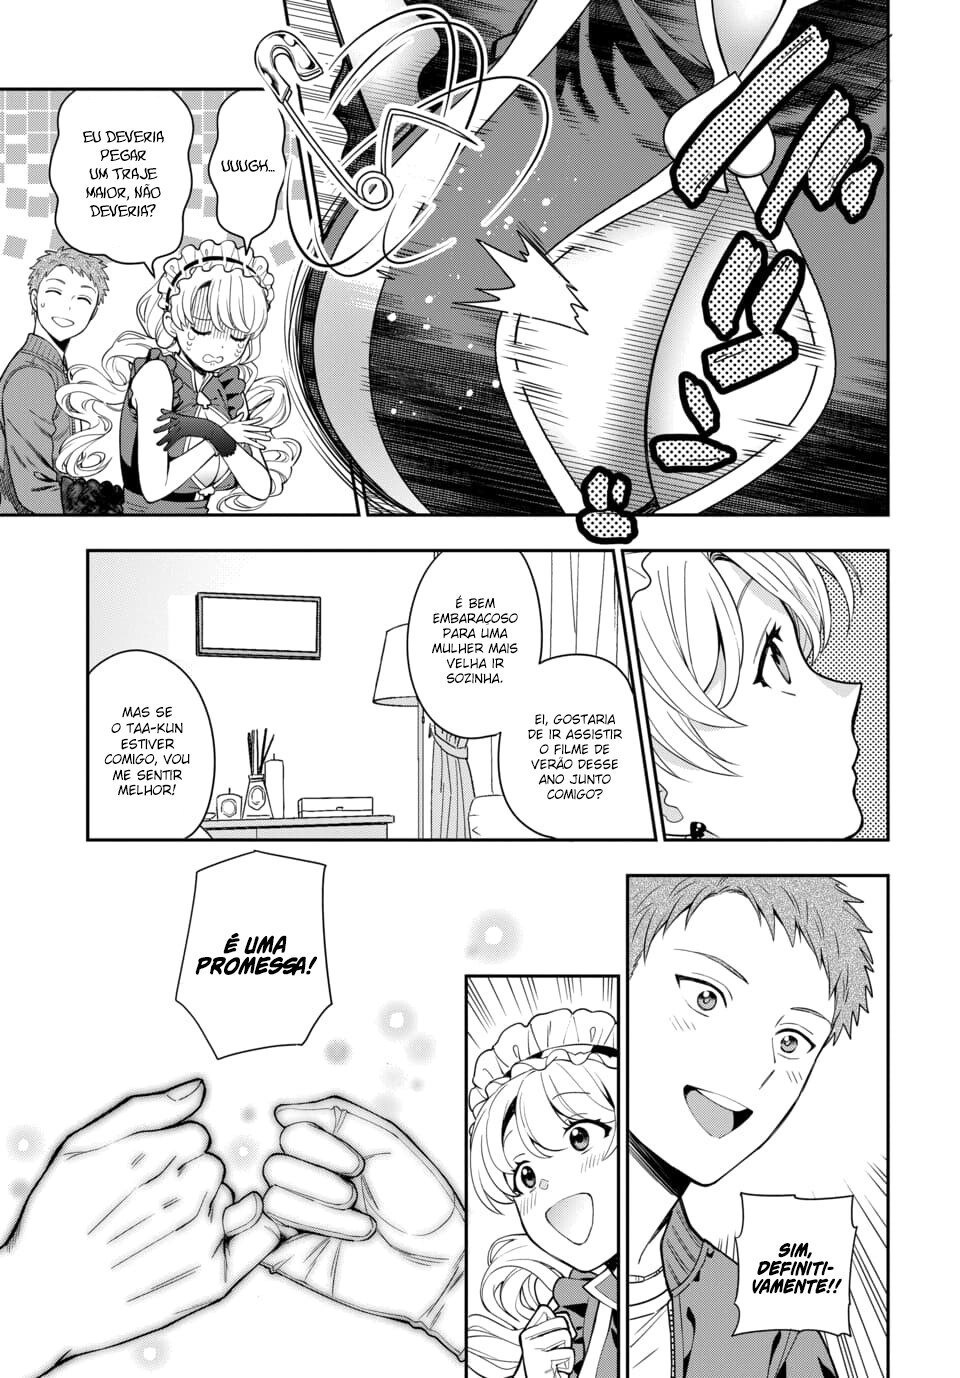 UUUGH...
EU DEVERIA
PEGAR
UM TRAJE
MAIOR, NÃO
DEVERIA?
EI, GOSTARIA
DE IR ASSISTIR
O FILME DE
VERÃO DESSE
ANO JUNTO
COMIGO?
É BEM
EMBARAÇOSO
PARA UMA
MULHER MAIS
VELHA IR
SOZINHA.
MAS SE
O TAA-KUN
ESTIVER
COMIGO, VOU
ME SENTIR
MELHOR!
SIM,
DEFINITI-
VAMENTE!!
É UMA
PROMESSA!